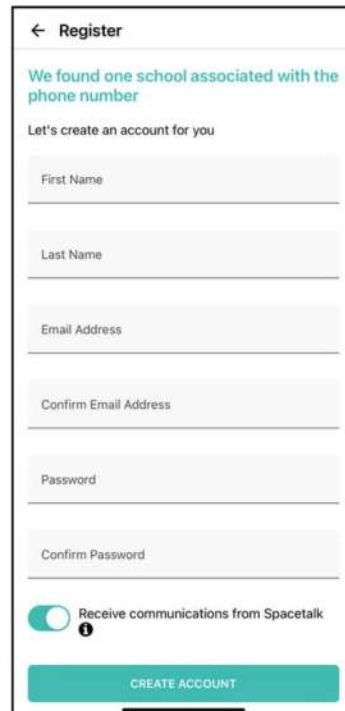 ← Register
We found one school associated with the
phone number
Let's create an account for you
First Name
Last Name
Email Address
Confirm Email Address
Password
Confirm Password
Receive communications from Spacetalk
CREATE ACCOUNT